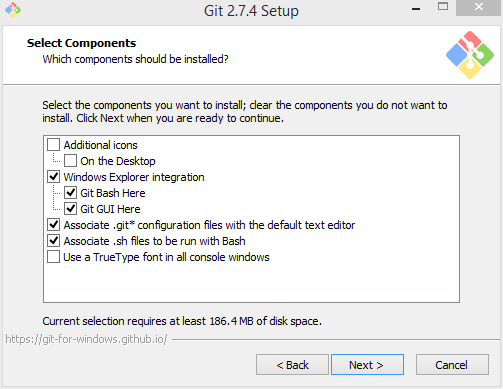 Git 2.7.4 Setup
Select Components
Which components should be installed?
Select the components you want to install; clear the components you do not want to
install. Click Next when you are ready to continue.
Additional icons
On the Desktop
Windows Explorer integration
Git Bash Here
Git GUI Here
Associate .git* configuration files with the default text editor
Associate .sh files to be run with Bash
Use a TrueType font in all console windows
Current selection requires at least 186.4 MB of disk space.
https://git-for-windows.github.io/
< Back
Next >
Cancel